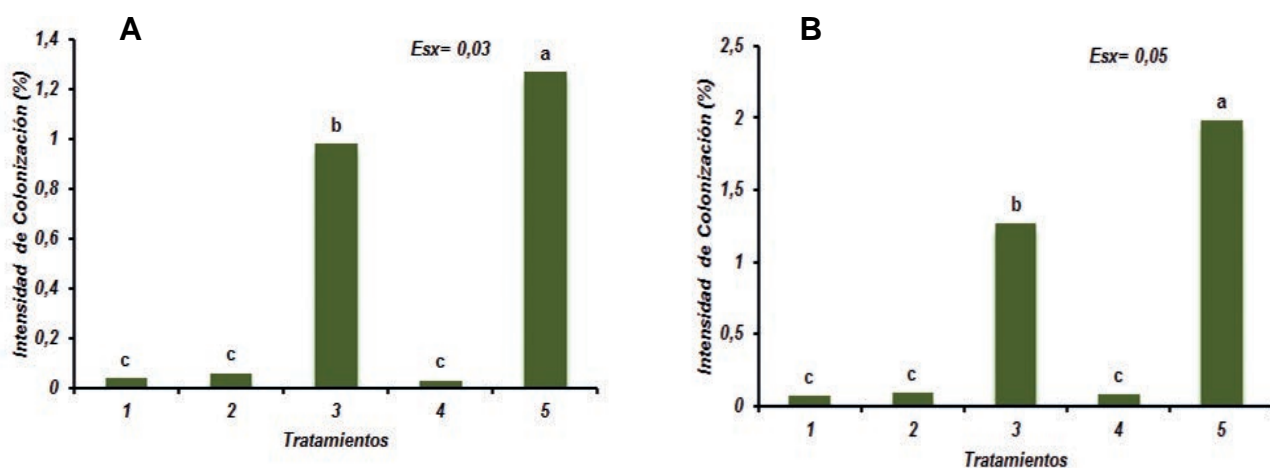 A
Esx= 0,03
Intensidad de Colonización (%)
1,4
1,2
1
0,8
0,6
0,4
0,2
0
c
c
b
c
a
1 2 3 4 5
Tratamientos
B
Esx= 0,05
Intensidad de Colonización (%)
2,5
2
1,5
1
0,5
0
c
c
b
c
a
1 2 3 4 5
Tratamientos